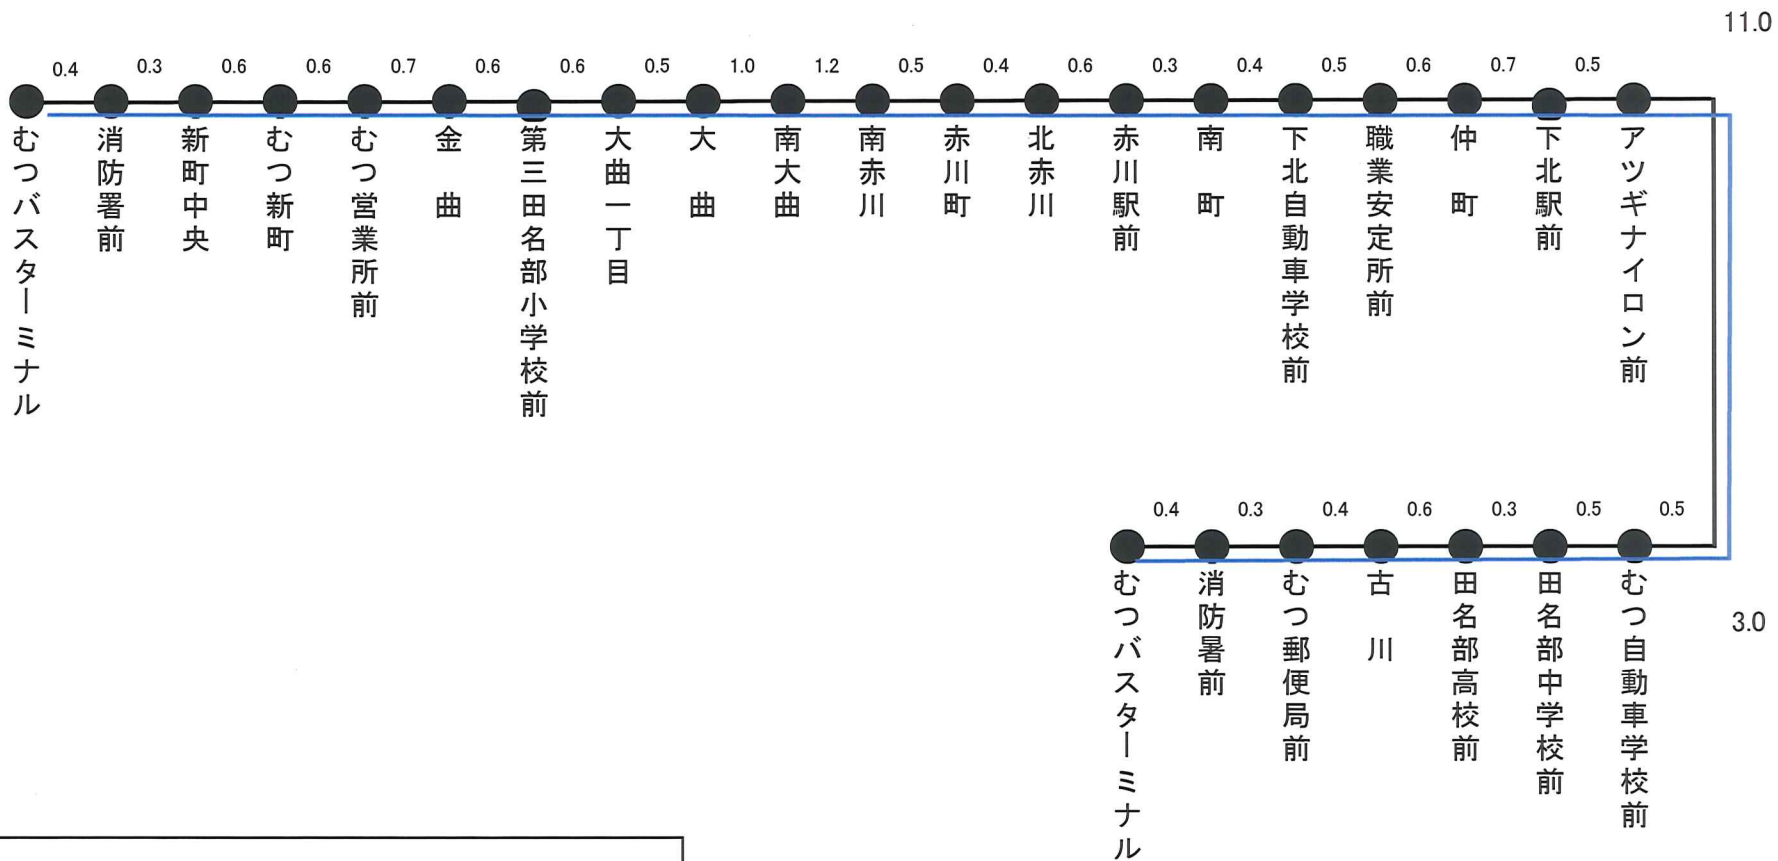 11.0
0.4 0.3 0.6 0.6 0.7 0.6 0.6 0.5 1.0 1.2 0.5 0.4 0.6 0.3 0.4 0.5 0.6 0.7 0.5
むつバスターミナル
消防署前
新町中央
むつ新町
むつ営業所前
金曲
第三田名部小学校前
大曲一丁目
大曲
南大曲
南赤川
赤川町
北赤川
赤川駅前
南町
下北自動車学校前
職業安定所前
仲町
下北駅前
アツギナイロン前
0.4 0.3 0.4 0.6 0.3 0.5 0.5
むつバスターミナル
消防暑前
むつ郵便局前
古川
田名部高校前
田名部中学校前
むつ自動車学校前
3.0